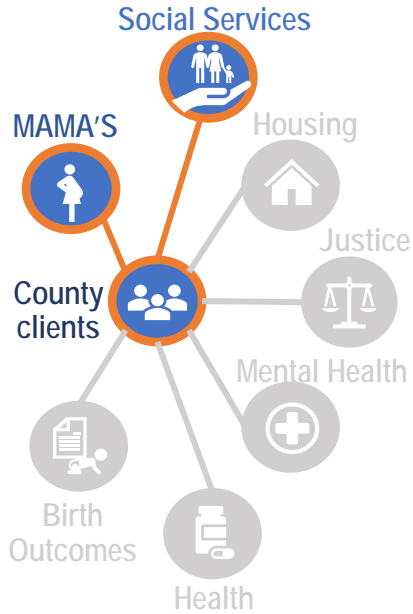 Social Services
MAMA'S
Housing
Justice
County
clients
Mental Health
Birth
Outcomes
Health